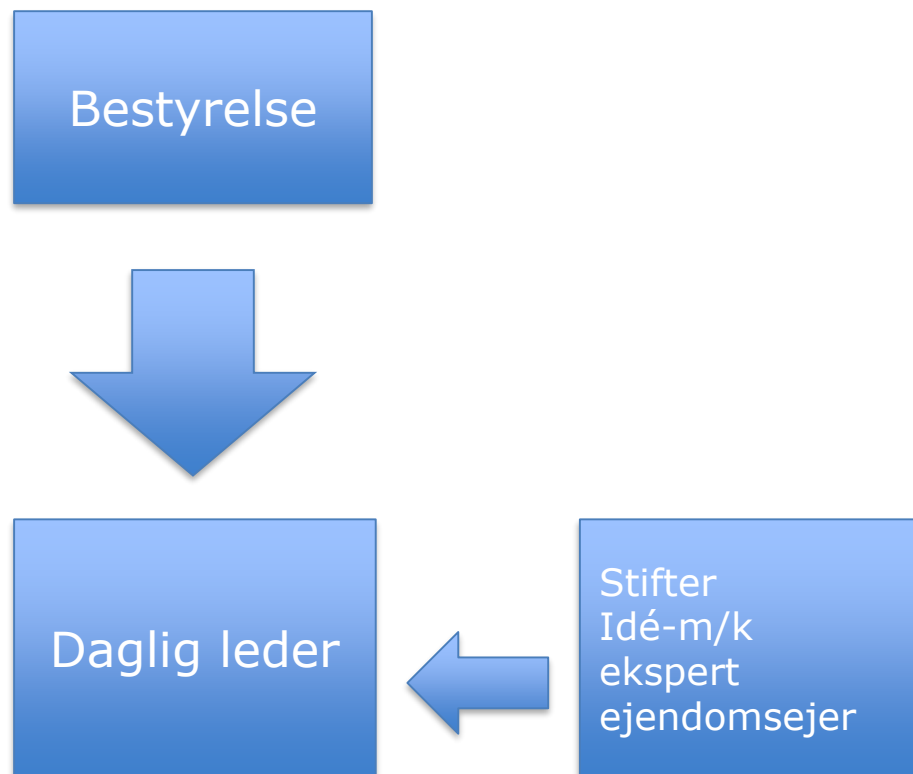 Bestyrelse
Daglig leder
Stifter
Idé-m/k
ekspert
ejendomsejer